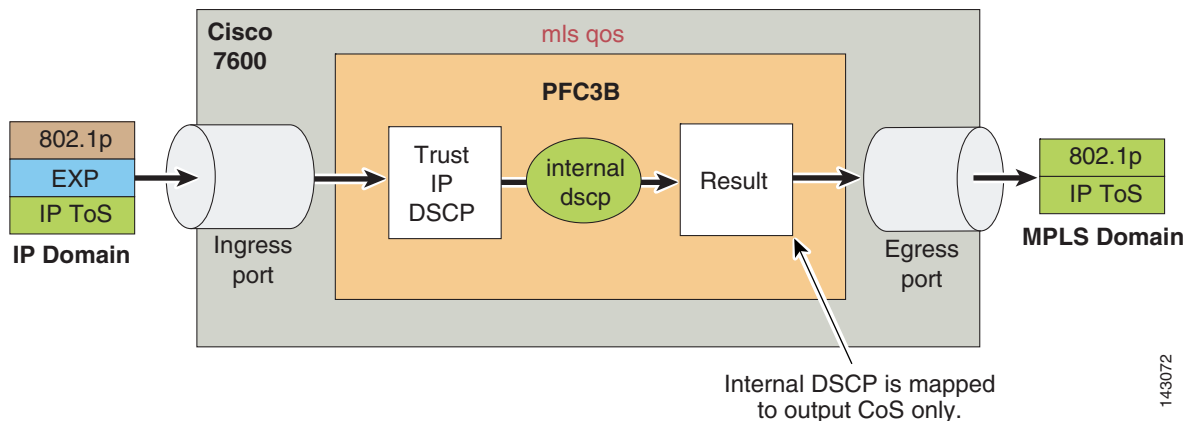 Cisco
7600
mls qos
PFC3B
802.1p
EXP
IP ToS
IP Domain
Ingress
port
Trust
IP
DSCP
internal
dscp
Result
Egress
port
802.1p
IP ToS
MPLS Domain
Internal DSCP is mapped
to output CoS only.
143072